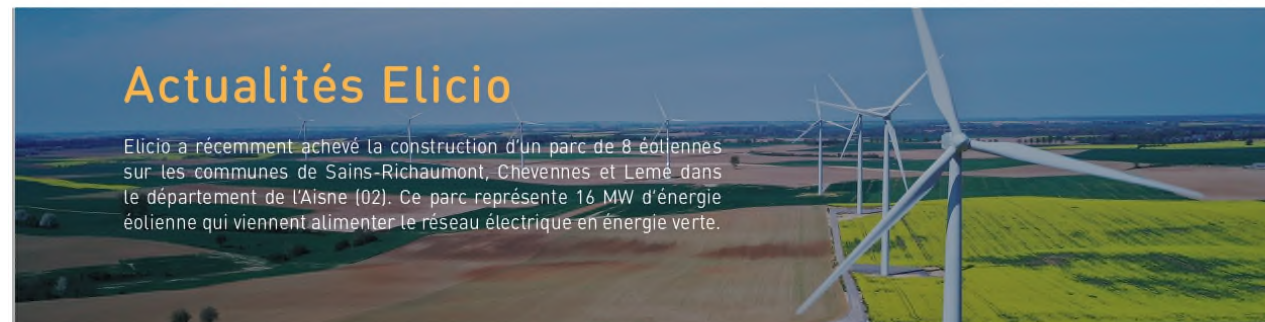 Actualités Elicio
Elicio a récemment achevé la construction d'un parc de 8 éoliennes
sur les communes de Sains-Richaumont, Chevennes et Lemé dans
le département de l'Aisne (02). Ce parc représente 16 MW d'énergie
éolienne qui viennent alimenter le réseau électrique en énergie verte.